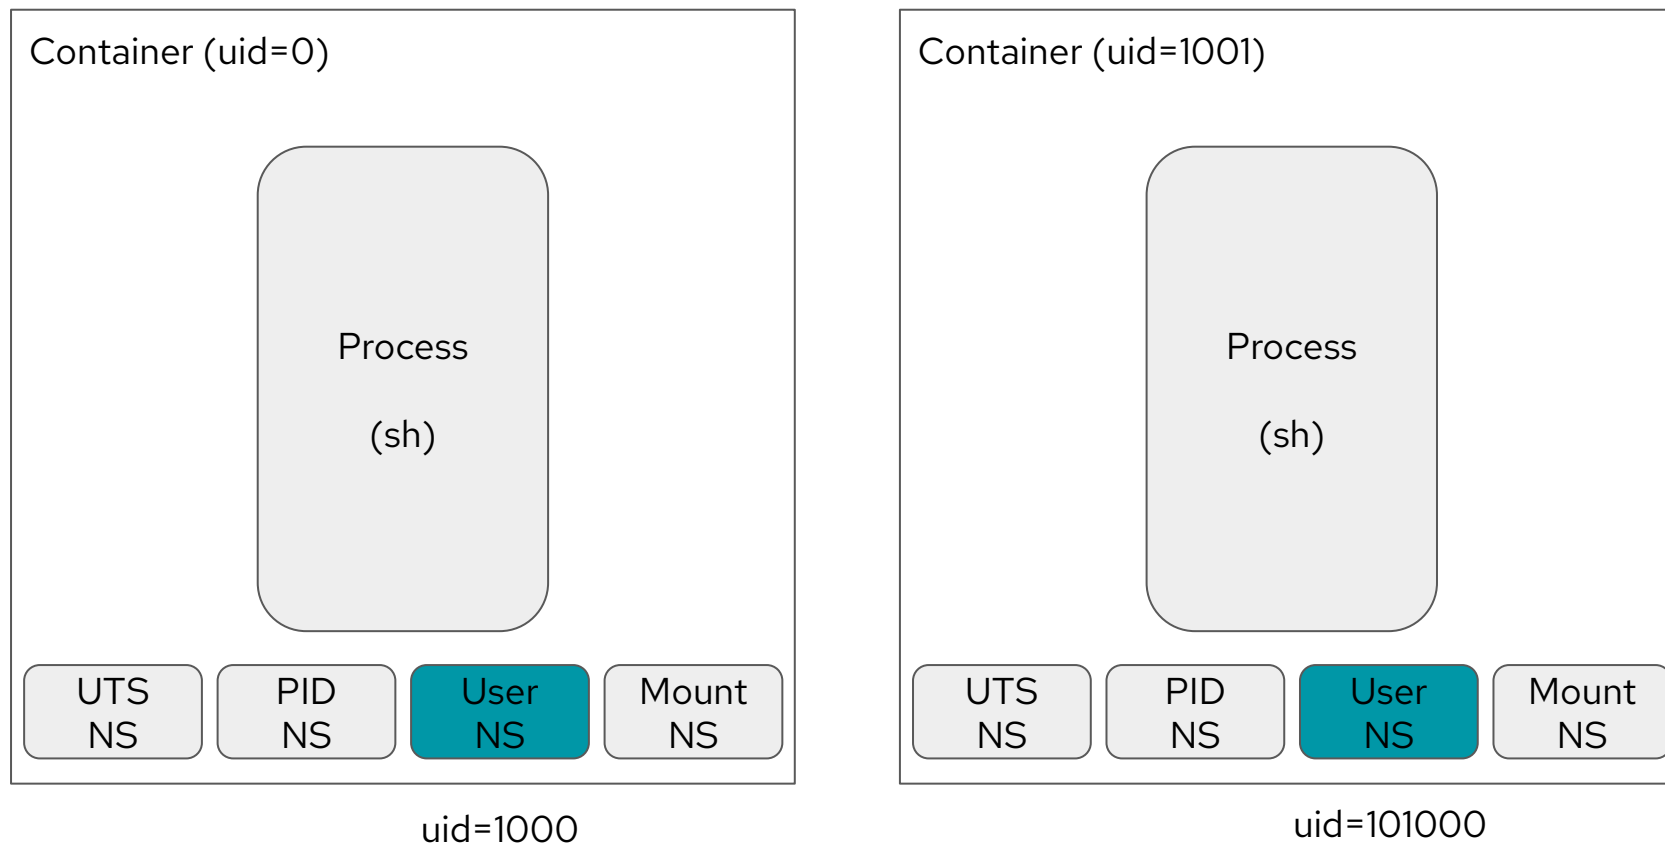 Container (uid=0)
Process
(sh)
UTS
NS
PID
NS
User
NS
Mount
NS
uid=1000
Container (uid=1001)
Process
(sh)
UTS
NS
PID
NS
User
NS
Mount
NS
uid=101000